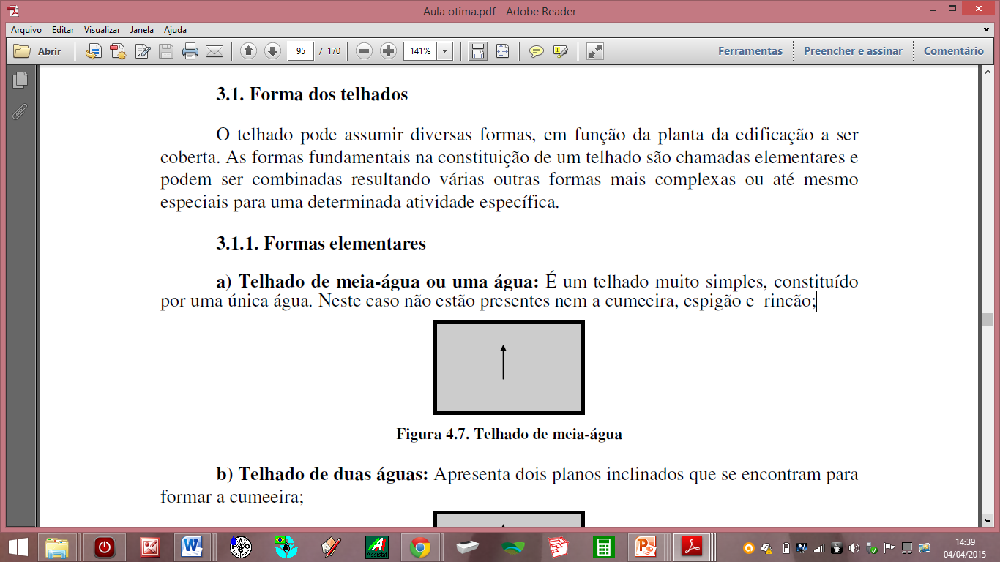 Aula otima.pdf - Adobe Reader
Arquivo Editar Visualizar Janela Ajuda
Abrir 95 / 170 141% Ferramentas Preencher e assinar Comentário
3.1. Forma dos telhados
O telhado pode assumir diversas formas, em função da planta da edificação a ser
coberta. As formas fundamentais na constituição de um telhado são chamadas elementares e
podem ser combinadas resultando várias outras formas mais complexas ou até mesmo
especiais para uma determinada atividade específica.
3.1.1. Formas elementares
a) Telhado de meia-água ou uma água: É um telhado muito simples, constituído
por uma única água. Neste caso não estão presentes nem a cumeeira, espigão e rincão;
Figura 4.7. Telhado de meia-água
b) Telhado de duas águas: Apresenta dois planos inclinados que se encontram para
formar a cumeeira;
Assistat
14:39
04/04/2015